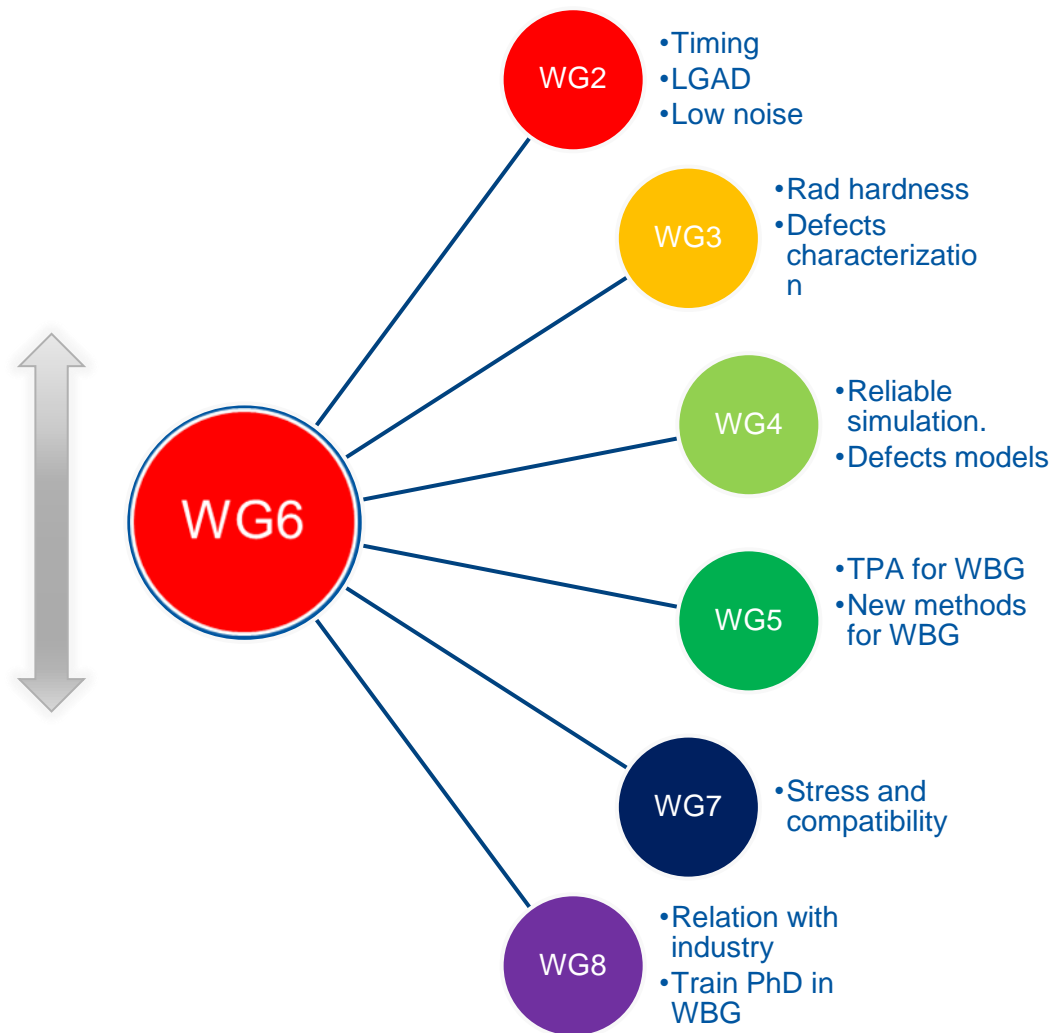 WG2
•Timing
•LGAD
•Low noise
WG3
•Rad hardness
•Defects
characterizatio
n
WG4
•Reliable
simulation.
•Defects models
WG6
WG5
•TPA for WBG
•New methods
for WBG
WG7
•Stress and
compatibility
WG8
•Relation with
industry
•Train PhD in
WBG